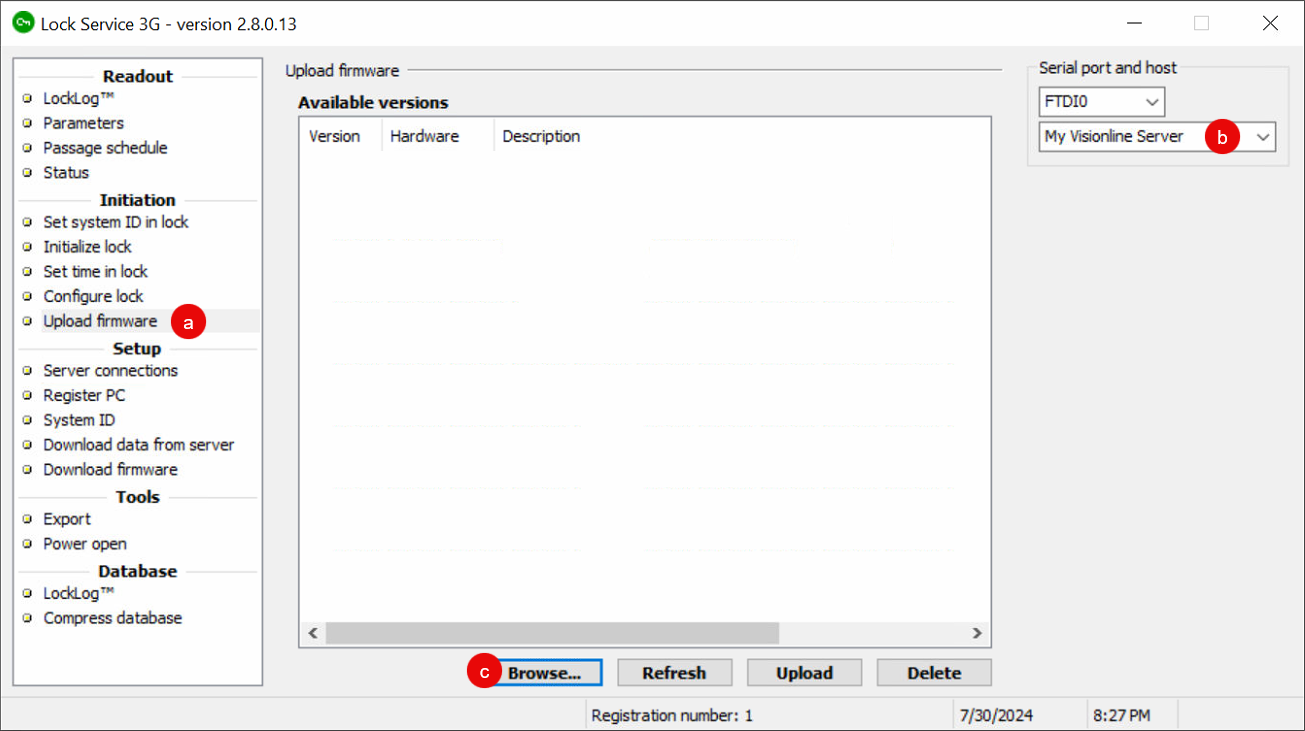 Lock Service 3G - version 2.8.0.13
Readout
LockLog™
Parameters
Passage schedule
Status
Initiation
Set system ID in lock
Initialize lock
Set time in lock
Configure lock
Upload firmware a
Setup
Server connections
Register PC
System ID
Download data from server
Download firmware
Tools
Export
Power open
Database
LockLog™
Compress database
Upload firmware
Available versions
Version Hardware Description
c Browse... Refresh Upload Delete
Serial port and host
FTDI0
My Visionline Server b
Registration number: 1 7/30/2024 8:27 PM